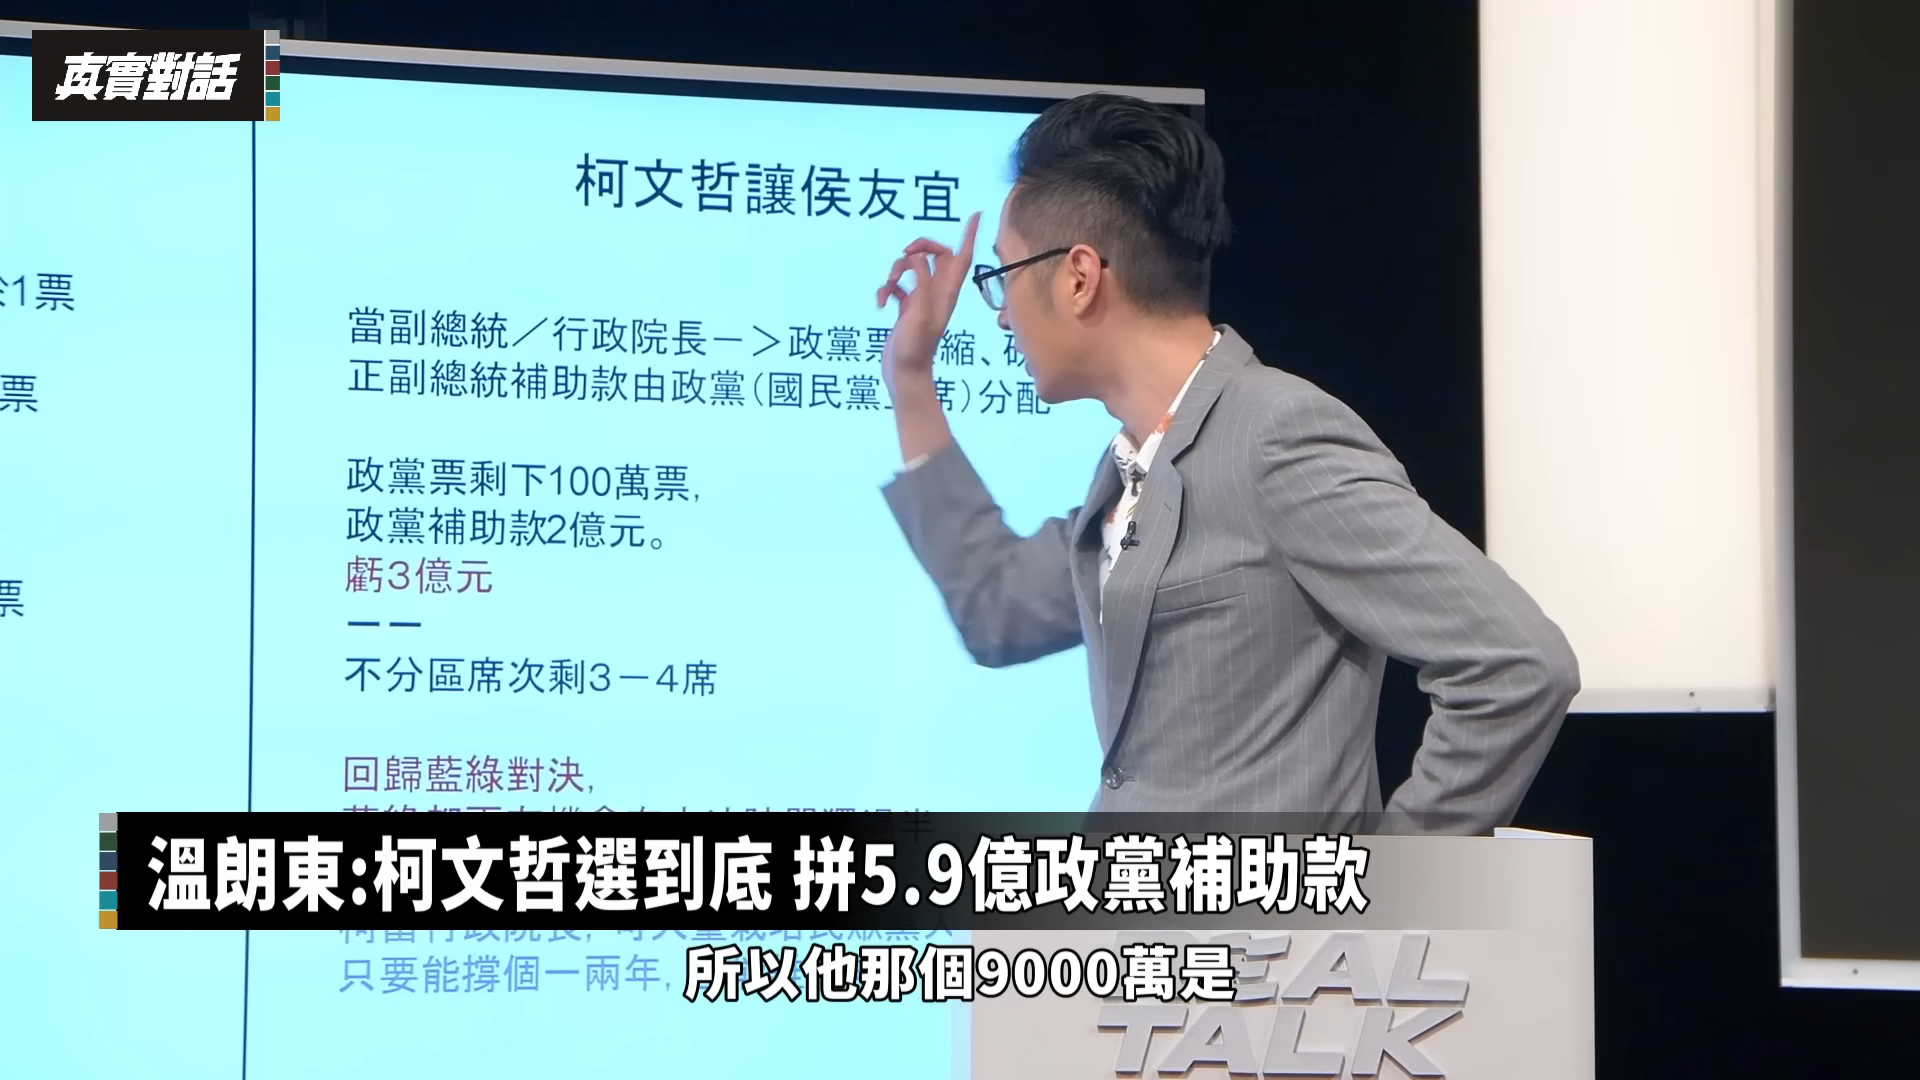 真實對話
1票
票
票
柯文哲讓侯友宜
當副總統／行政院長－＞政黨票 縮、
正副總統補助款由政黨(國民黨 席)分配
政黨票剩下100萬票,
政黨補助款2億元。
虧3億元
－－
不分區席次剩3－4席
回歸藍綠對決,
溫朗東:柯文哲選到底 拼5.9億政黨補助款
只要能撐個一兩年,
所以他那個9000萬是
REAL
TALK